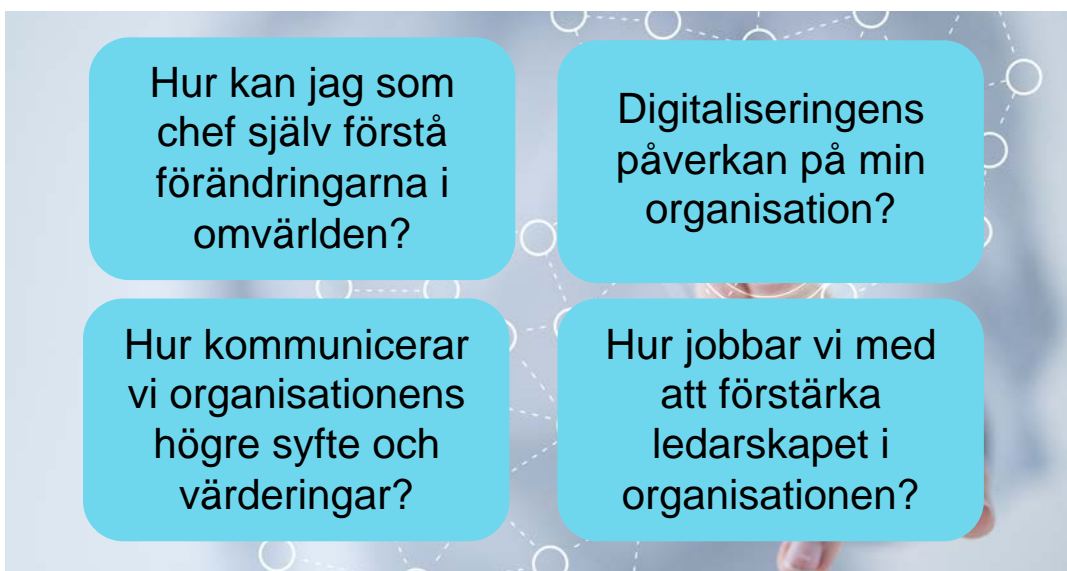 Hur kan jag som
chef själv förstå
förändringarna i
omvärlden?
Digitaliseringens
påverkan på min
organisation?
Hur kommunicerar
vi organisationens
högre syfte och
värderingar?
Hur jobbar vi med
att förstärka
ledarskapet i
organisationen?